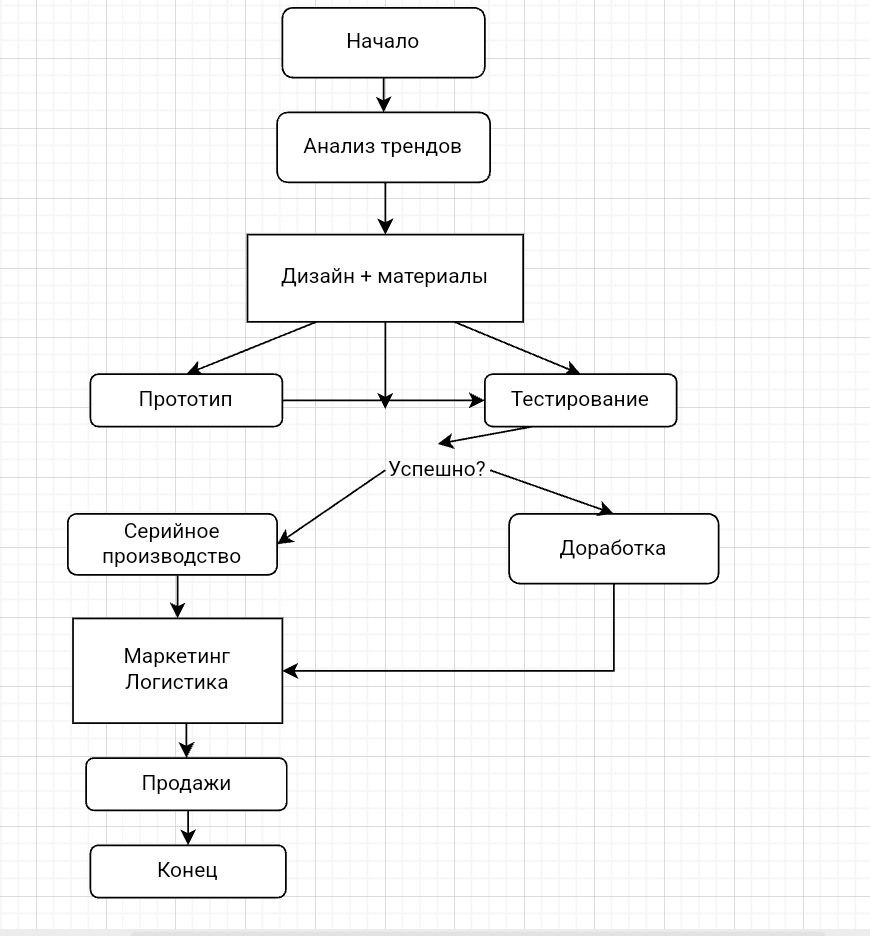 Начало
Анализ трендов
Дизайн + материалы
Прототип
Тестирование
Успешно?
Серийное
производство
Доработка
Маркетинг
Логистика
Продажи
Конец